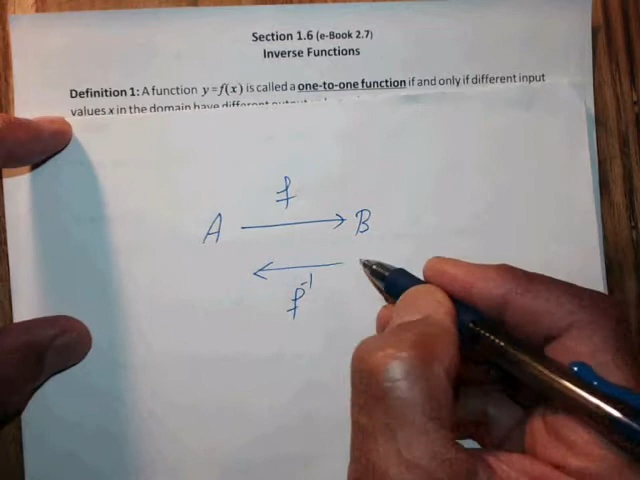 Section 1.6 (e-Book 2.7)
Inverse Functions
Definition 1: A function y=f(x) is called a one-to-one function if and only if different input
values x in the domain have different
f
A B
f⁻¹